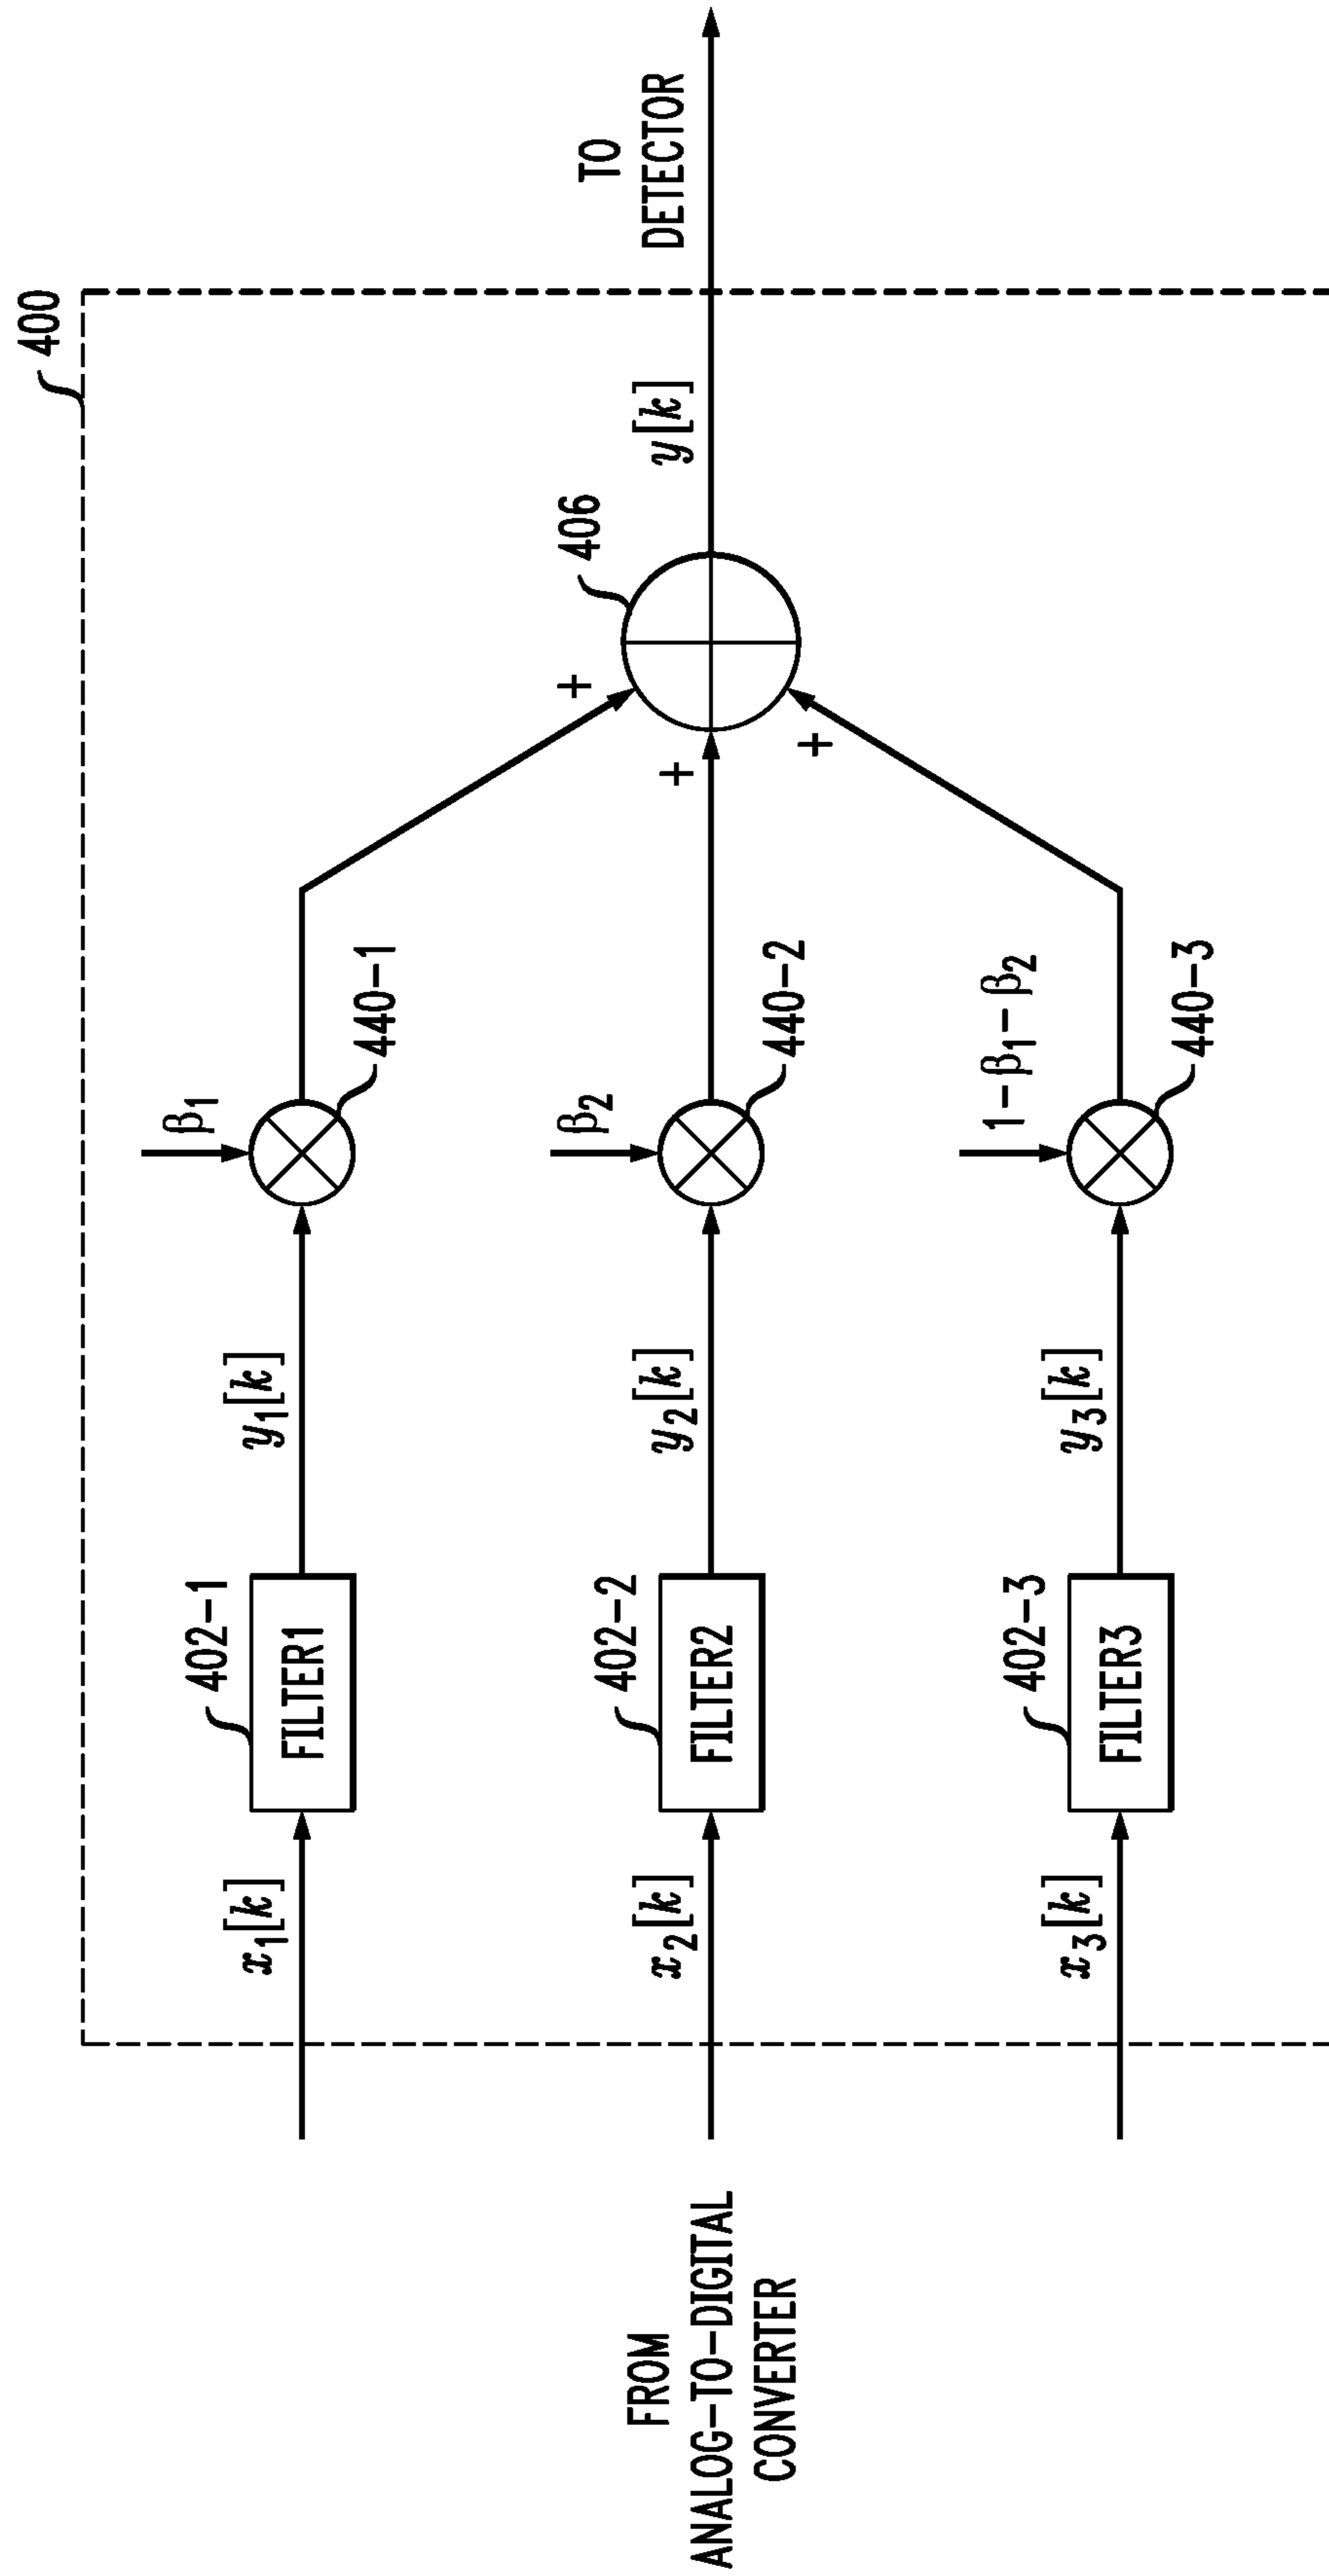 400
FROM
ANALOG-TO-DIGITAL
CONVERTER
x₁[k]
402-1
FILTER1
y₁[k]
β₁
440-1
+
x₂[k]
402-2
FILTER2
y₂[k]
β₂
440-2
+
406
y[k]
TO
DETECTOR
x₃[k]
402-3
FILTER3
y₃[k]
1-β₁-β₂
440-3
+